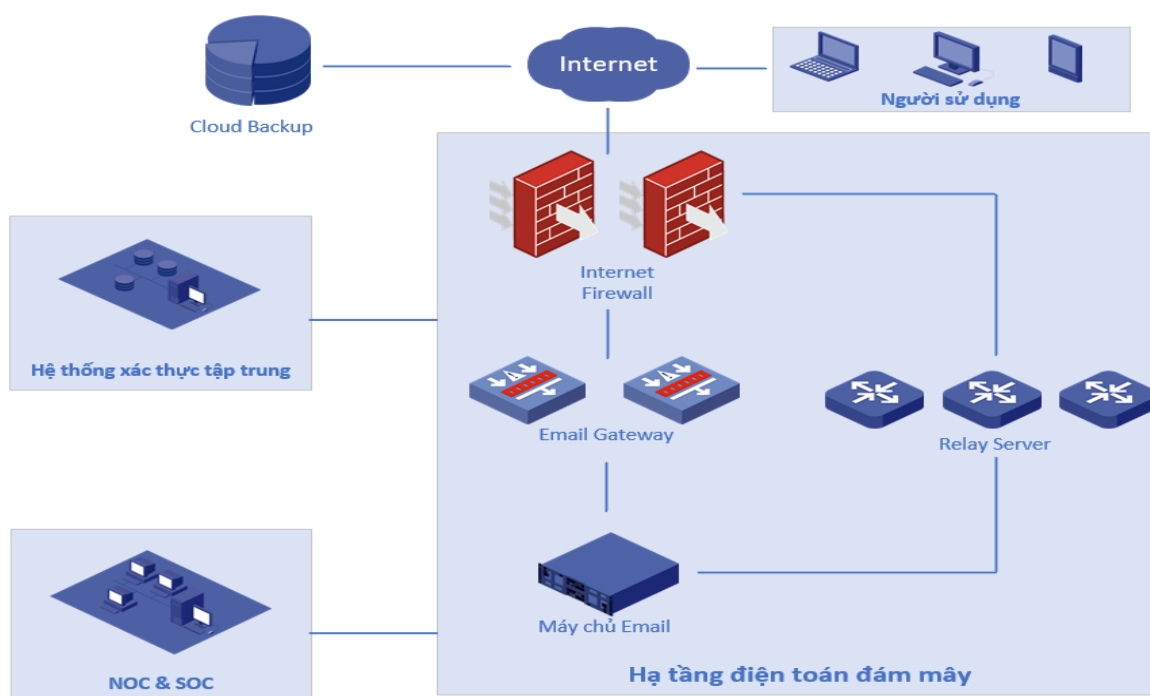 Internet
Người sử dụng
Cloud Backup
Internet
Firewall
Hệ thống xác thực tập trung
Email Gateway
Relay Server
Máy chủ Email
Hạ tầng điện toán đám mây
NOC & SOC